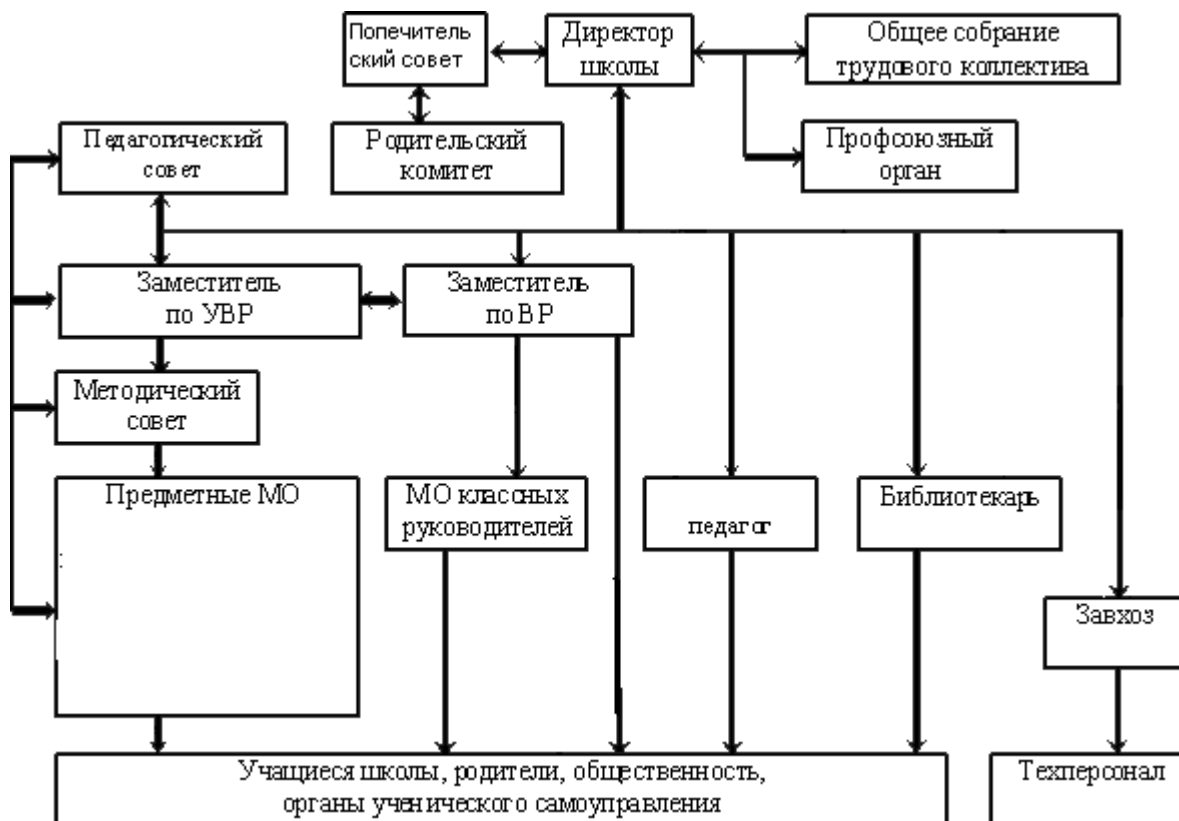 Попечитель
ский совет
Директор
школы
Общее собрание
трудового коллектива
Педагогический
совет
Родительский
комитет
Профсоюзный
орган
Заместитель
по УВР
Заместитель
по ВР
Методический
совет
Предметные МО
:
МО классных
руководителей
педагог
Библиотекарь
Завхоз
Учащиеся школы, родители, общественность,
органы ученического самоуправления
Техперсонал